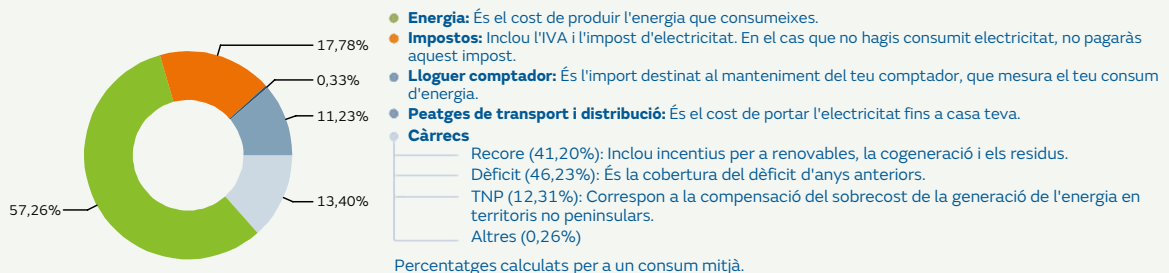 17,78%
0,33%
11,23%
13,40%
57,26%
Energia: És el cost de produir l'energia que consumeixes.
Impostos: Inclou l'IVA i l'impost d'electricitat. En el cas que no hagis consumit electricitat, no pagaràs
aquest impost.
Lloguer comptador: És l'import destinat al manteniment del teu comptador, que mesura el teu consum
d'energia.
Peatges de transport i distribució: És el cost de portar l'electricitat fins a casa teva.
Càrrecs
Recore (41,20%): Inclou incentius per a renovables, la cogeneració i els residus.
Dèficit (46,23%): És la cobertura del dèficit d'anys anteriors.
TNP (12,31%): Correspon a la compensació del sobrecost de la generació de l'energia en
territoris no peninsulars.
Altres (0,26%)
Percentatges calculats per a un consum mitjà.